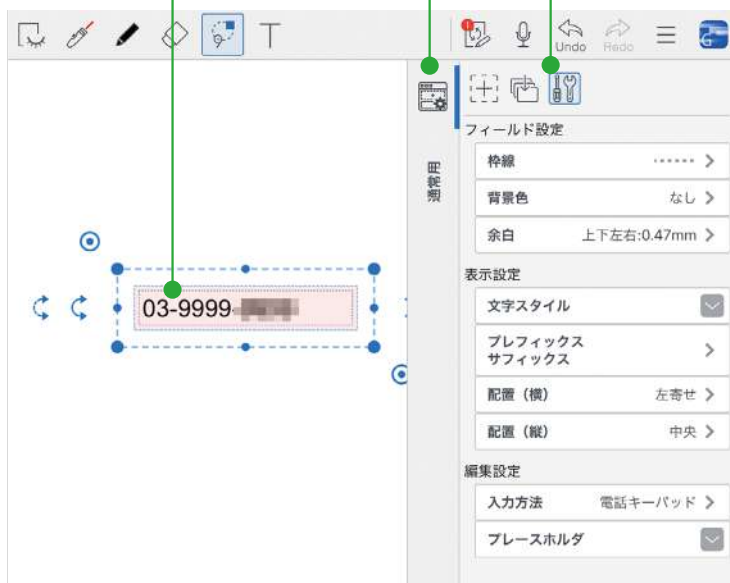 T
Undo
Redo
G
通常用
フィールド設定
枠線
背景色 なし
余白 上下左右:0.47mm
03-9999-
表示設定
文字スタイル
プレフィックス
サフィックス
配置（横） 左寄せ
配置（縦） 中央
編集設定
入力方法 電話キーパッド
プレースホルダ